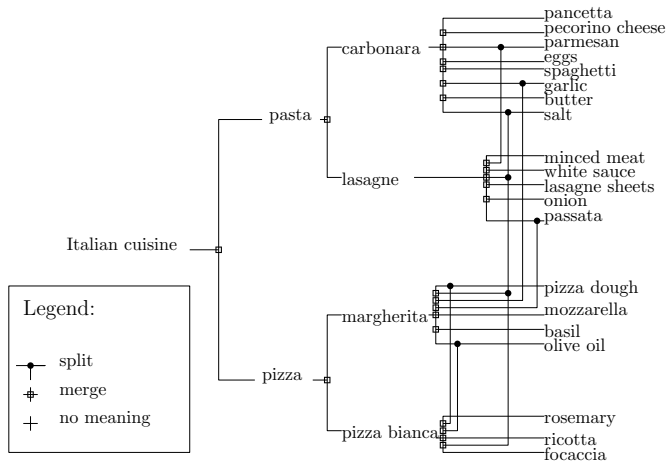 pancetta
pecorino cheese
carbonara
parmesan
eggs
spaghetti
garlic
butter
salt
pasta
minced meat
white sauce
lasagne
lasagne sheets
onion
passata
Italian cuisine
pizza dough
Legend:
margherita
mozzarella
basil
olive oil
split
pizza
merge
no meaning
rosemary
pizza bianca
ricotta
focaccia